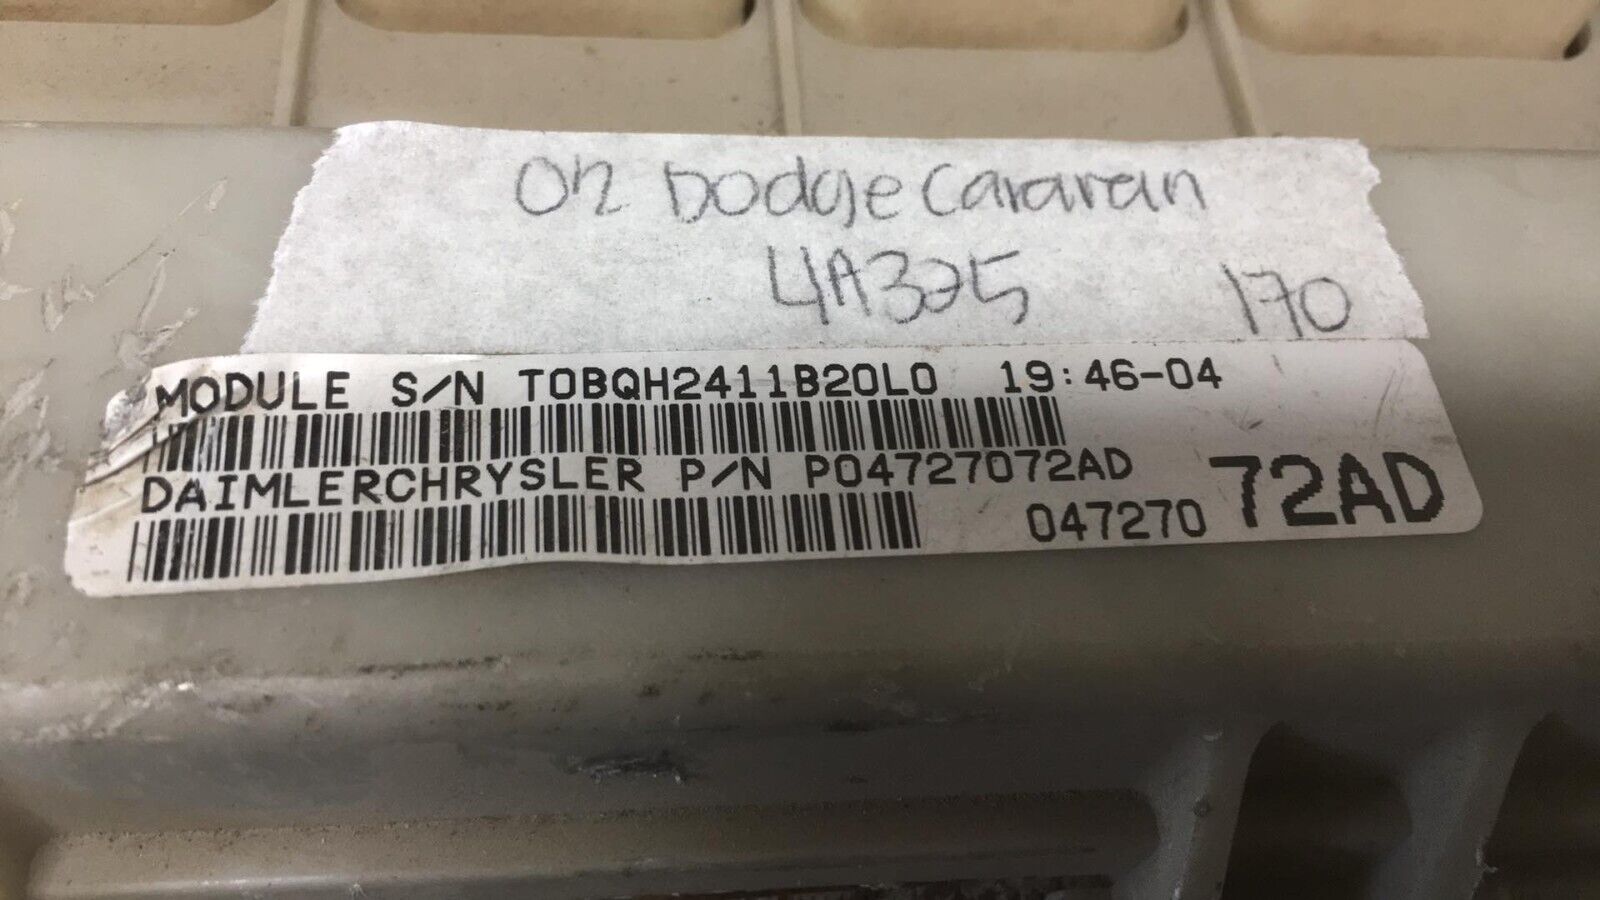 02 Dodge Caravan
4A325 170
MODULE S/N T0BQH2411B20L0 19:46-04
DAIMLERCHRYSLER P/N P04727072AD
047270 72AD